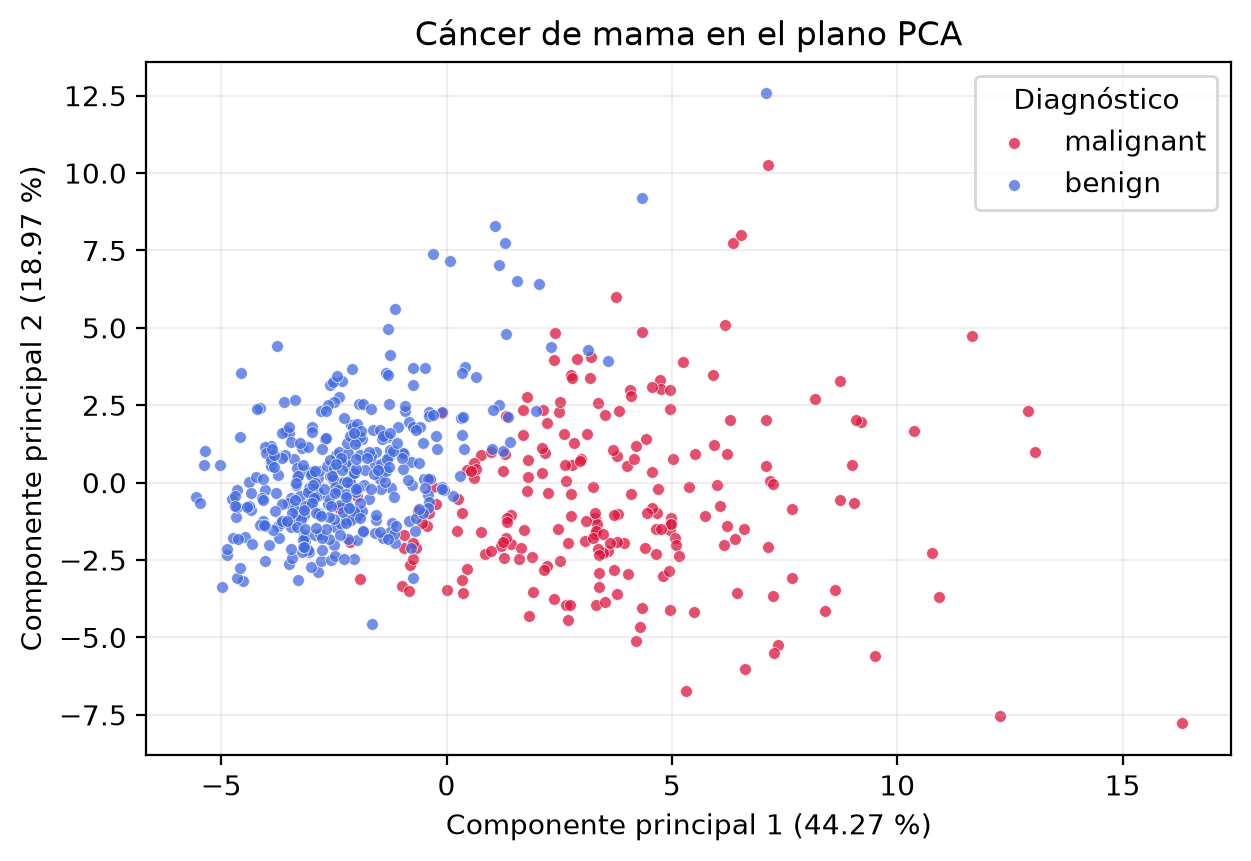 Cáncer de mama en el plano PCA
Diagnóstico
malignant
benign
Componente principal 2 (18.97 %)
12.5
10.0
7.5
5.0
2.5
0.0
−2.5
−5.0
−7.5
−5
0
5
10
15
Componente principal 1 (44.27 %)